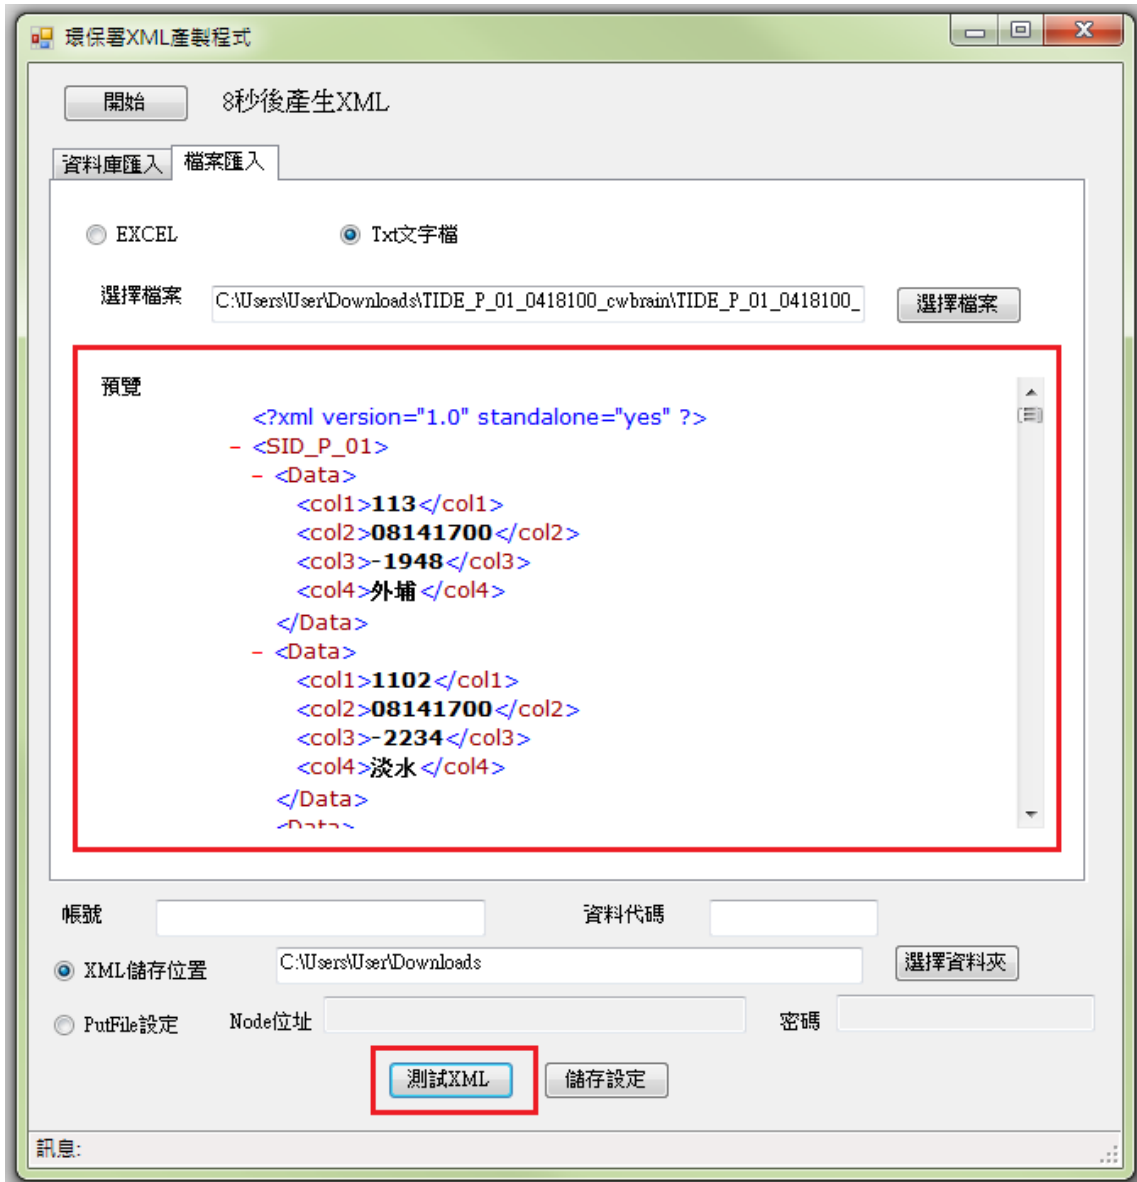 環保署XML產製程式
開始 8秒後產生XML
資料庫匯入 檔案匯入
EXCEL Txt文字檔
選擇檔案 C:\Users\User\Downloads\TIDE_P_01_0418100_cwbrain\TIDE_P_01_0418100_ 選擇檔案
預覽
<?xml version="1.0" standalone="yes" ?>
- <SID_P_01>
- <Data>
<col1>113</col1>
<col2>08141700</col2>
<col3>-1948</col3>
<col4>外埔</col4>
</Data>
- <Data>
<col1>1102</col1>
<col2>08141700</col2>
<col3>-2234</col3>
<col4>淡水</col4>
</Data>
<Data>
帳號 資料代碼
XML儲存位置 C:\Users\User\Downloads 選擇資料夾
PutFile設定 Node位址 密碼
測試XML 儲存設定
訊息: